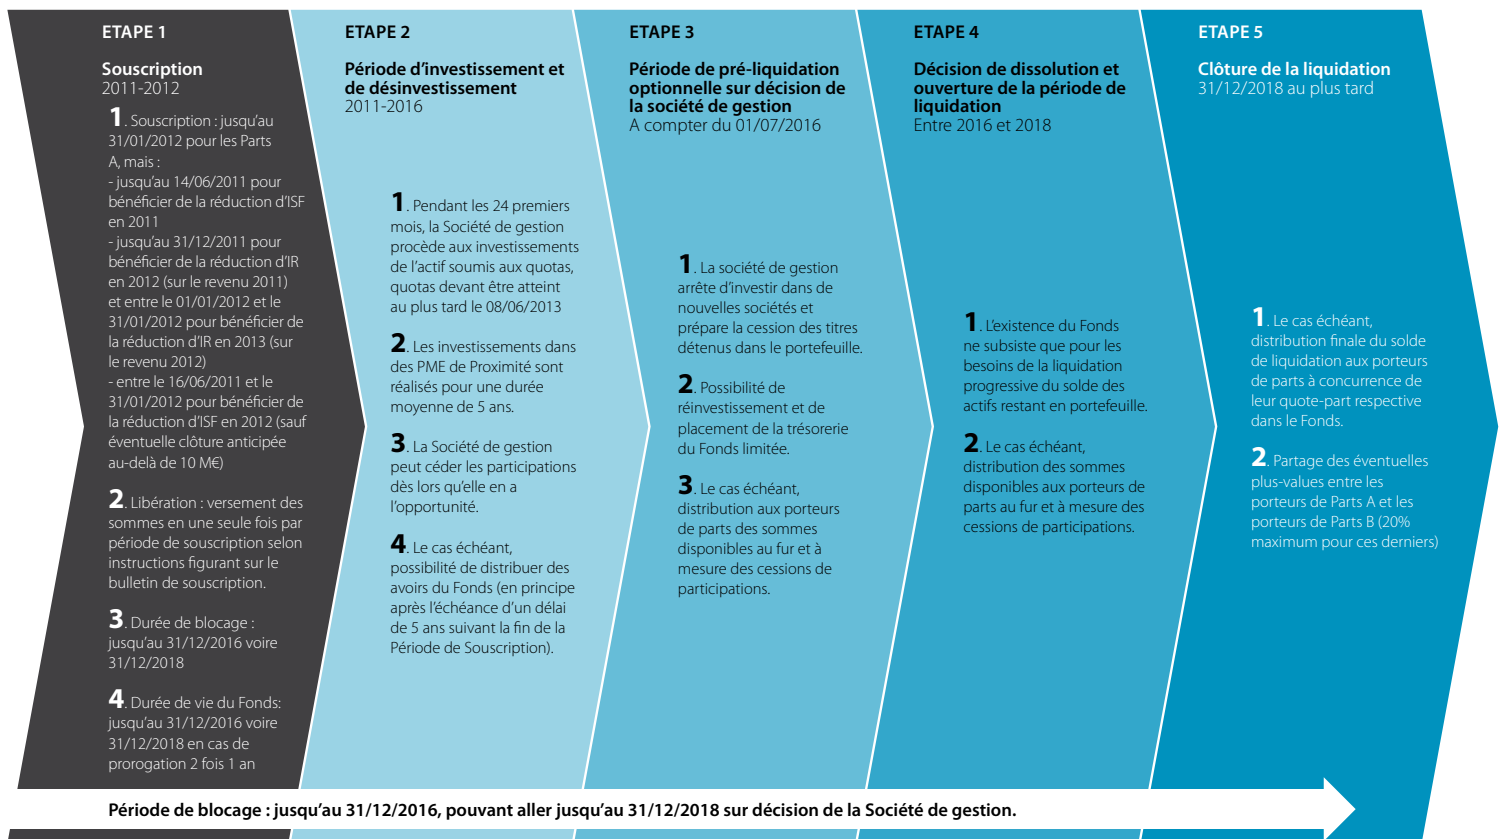 ETAPE 1
Souscription
2011-2012
1. Souscription : jusqu’au
31/01/2012 pour les Parts
A, mais :
- jusqu’au 14/06/2011 pour
bénéficier de la réduction d’ISF
en 2011
- jusqu’au 31/12/2011 pour
bénéficier de la réduction d’IR
en 2012 (sur le revenu 2011)
et entre le 01/01/2012 et le
31/01/2012 pour bénéficier de
la réduction d’IR en 2013 (sur
le revenu 2012)
- entre le 16/06/2011 et le
31/01/2012 pour bénéficier de
la réduction d’ISF en 2012 (sauf
éventuelle clôture anticipée
au-delà de 10 M€)
2. Libération : versement des
sommes en une seule fois par
période de souscription selon
instructions figurant sur le
bulletin de souscription.
3. Durée de blocage :
jusqu’au 31/12/2016 voire
31/12/2018
4. Durée de vie du Fonds:
jusqu’au 31/12/2016 voire
31/12/2018 en cas de
prorogation 2 fois 1 an
ETAPE 2
Période d’investissement et
de désinvestissement
2011-2016
1. Pendant les 24 premiers
mois, la Société de gestion
procède aux investissements
de l’actif soumis aux quotas,
quotas devant être atteint
au plus tard le 08/06/2013
2. Les investissements dans
des PME de Proximité sont
réalisés pour une durée
moyenne de 5 ans.
3. La Société de gestion
peut céder les participations
dès lors qu’elle en a
l’opportunité.
4. Le cas échéant,
possibilité de distribuer des
avoirs du Fonds (en principe
après l’échéance d’un délai
de 5 ans suivant la fin de la
Période de Souscription).
ETAPE 3
Période de pré-liquidation
optionnelle sur décision de
la société de gestion
A compter du 01/07/2016
1. La société de gestion
arrête d’investir dans de
nouvelles sociétés et
prépare la cession des titres
détenus dans le portefeuille.
2. Possibilité de
réinvestissement et de
placement de la trésorerie
du Fonds limitée.
3. Le cas échéant,
distribution aux porteurs
de parts des sommes
disponibles au fur et à
mesure des cessions de
participations.
ETAPE 4
Décision de dissolution et
ouverture de la période de
liquidation
Entre 2016 et 2018
1. L’existence du Fonds
ne subsiste que pour les
besoins de la liquidation
progressive du solde des
actifs restant en portefeuille.
2. Le cas échéant,
distribution des sommes
disponibles aux porteurs de
parts au fur et à mesure des
cessions de participations.
ETAPE 5
Clôture de la liquidation
31/12/2018 au plus tard
1. Le cas échéant,
distribution finale du solde
de liquidation aux porteurs
de parts à concurrence de
leur quote-part respective
dans le Fonds.
2. Partage des éventuelles
plus-values entre les
porteurs de Parts A et les
porteurs de Parts B (20%
maximum pour ces derniers)
Période de blocage : jusqu’au 31/12/2016, pouvant aller jusqu’au 31/12/2018 sur décision de la Société de gestion.